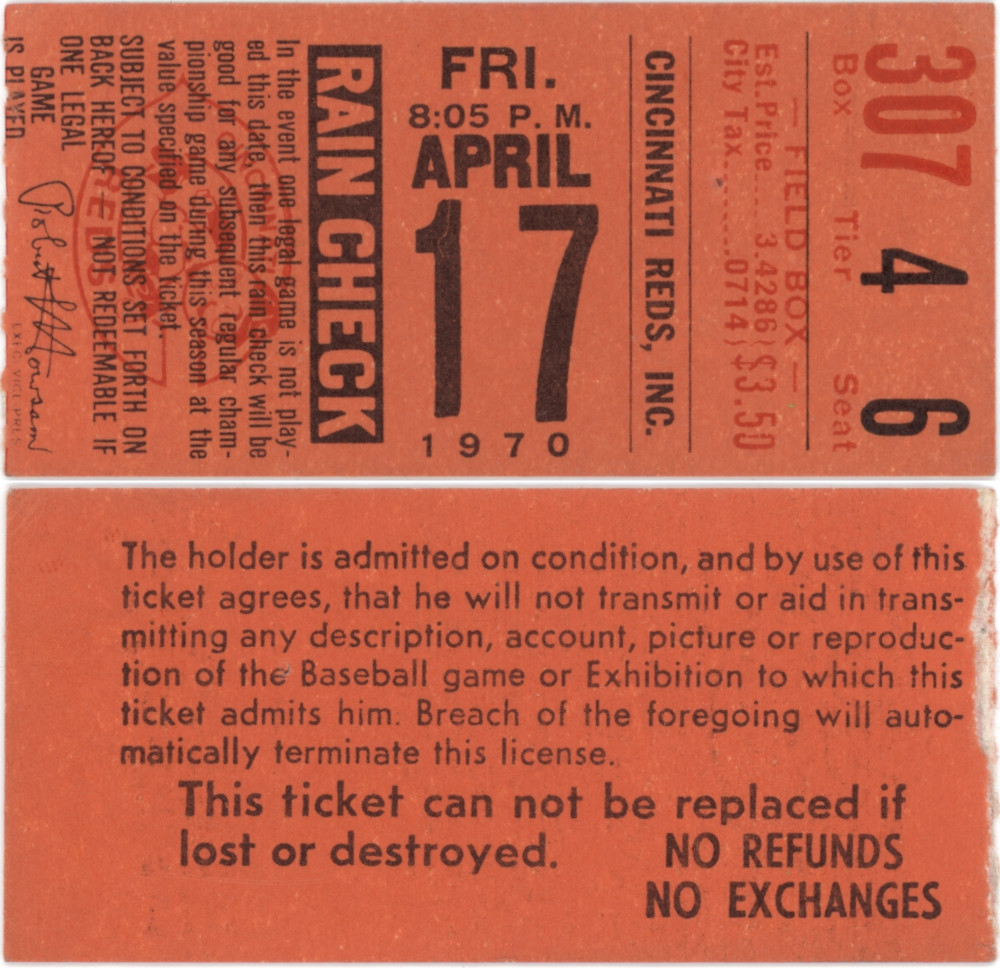 307 4 6
Box Tier Seat
— FIELD BOX —
Est. Price.... 3.4286 } $3.50
City Tax........ .0714 }
CINCINNATI REDS, INC.
FRI.
8:05 P. M.
APRIL
17
1970
RAIN CHECK
In the event one legal game is not play-
ed this date, then this rain check will be
good for any subsequent regular cham-
pionship game during this season at the
value specified on the ticket.
SUBJECT TO CONDITIONS SET FORTH ON
BACK HEREOF NOT REDEEMABLE IF
ONE LEGAL
GAME
IS PLAYED
EXEC. VICE PRES.
REDS
The holder is admitted on condition, and by use of this
ticket agrees, that he will not transmit or aid in trans-
mitting any description, account, picture or reproduc-
tion of the Baseball game or Exhibition to which this
ticket admits him. Breach of the foregoing will auto-
matically terminate this license.
This ticket can not be replaced if
lost or destroyed. NO REFUNDS
NO EXCHANGES